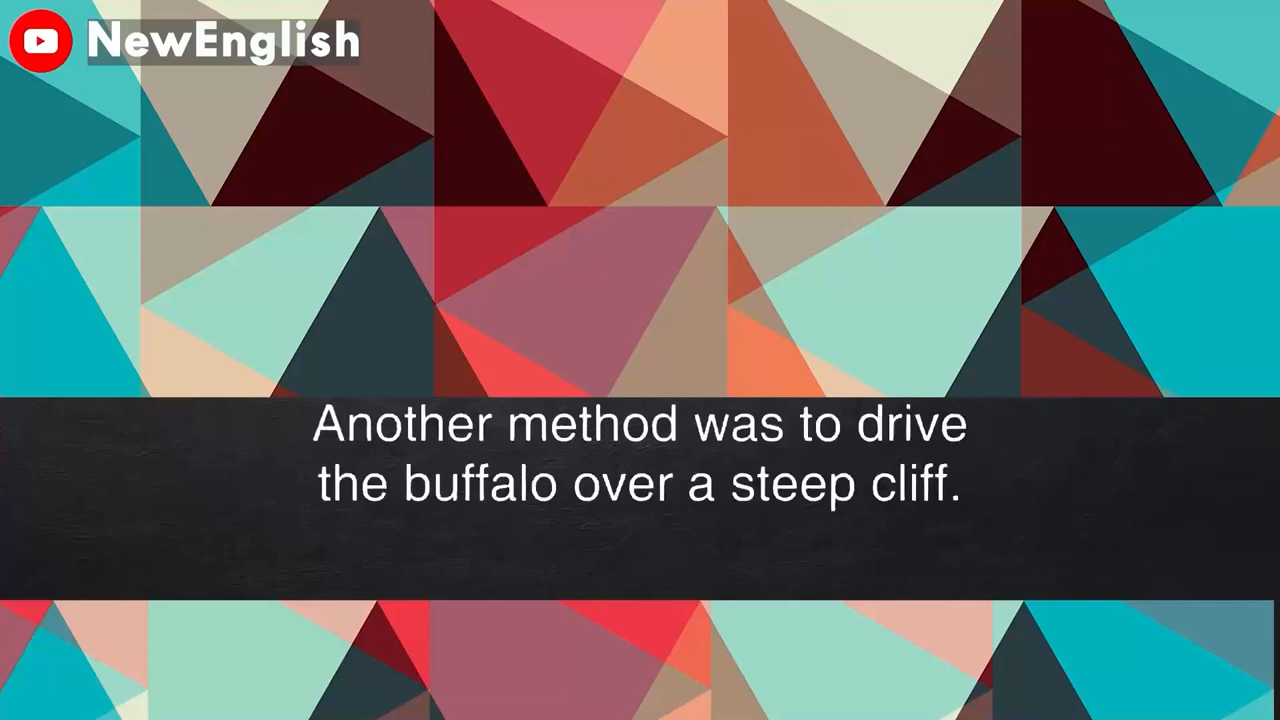 NewEnglish
Another method was to drive
the buffalo over a steep cliff.